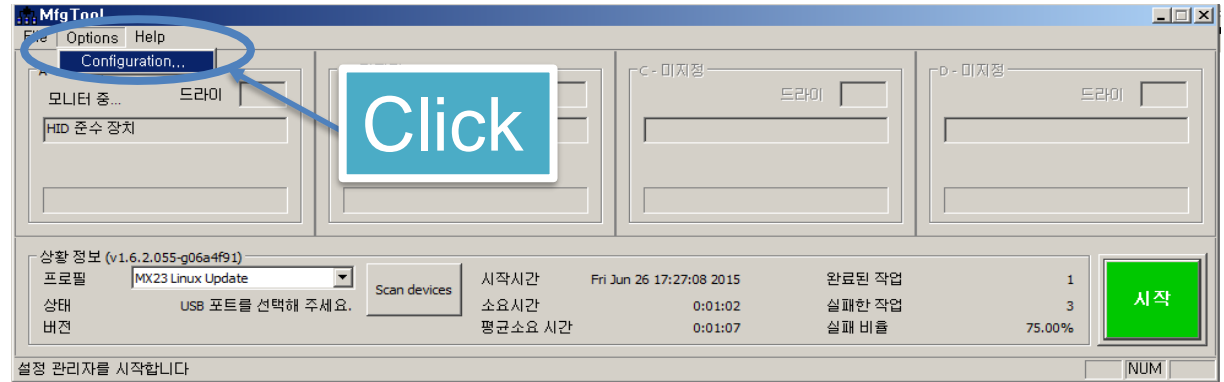 MfgTool
File Options Help
Configuration...
A
C - 미지정
D - 미지정
모니터 중...
드라이
드라이
드라이
HID 준수 장치
Click
상황 정보 (v1.6.2.055-g06a4f91)
프로필
MX23 Linux Update
Scan devices
시작시간
Fri Jun 26 17:27:08 2015
완료된 작업
1
시작
상태
USB 포트를 선택해 주세요.
소요시간
0:01:02
실패한 작업
3
버전
평균소요 시간
0:01:07
실패 비율
75.00%
설정 관리자를 시작합니다
NUM